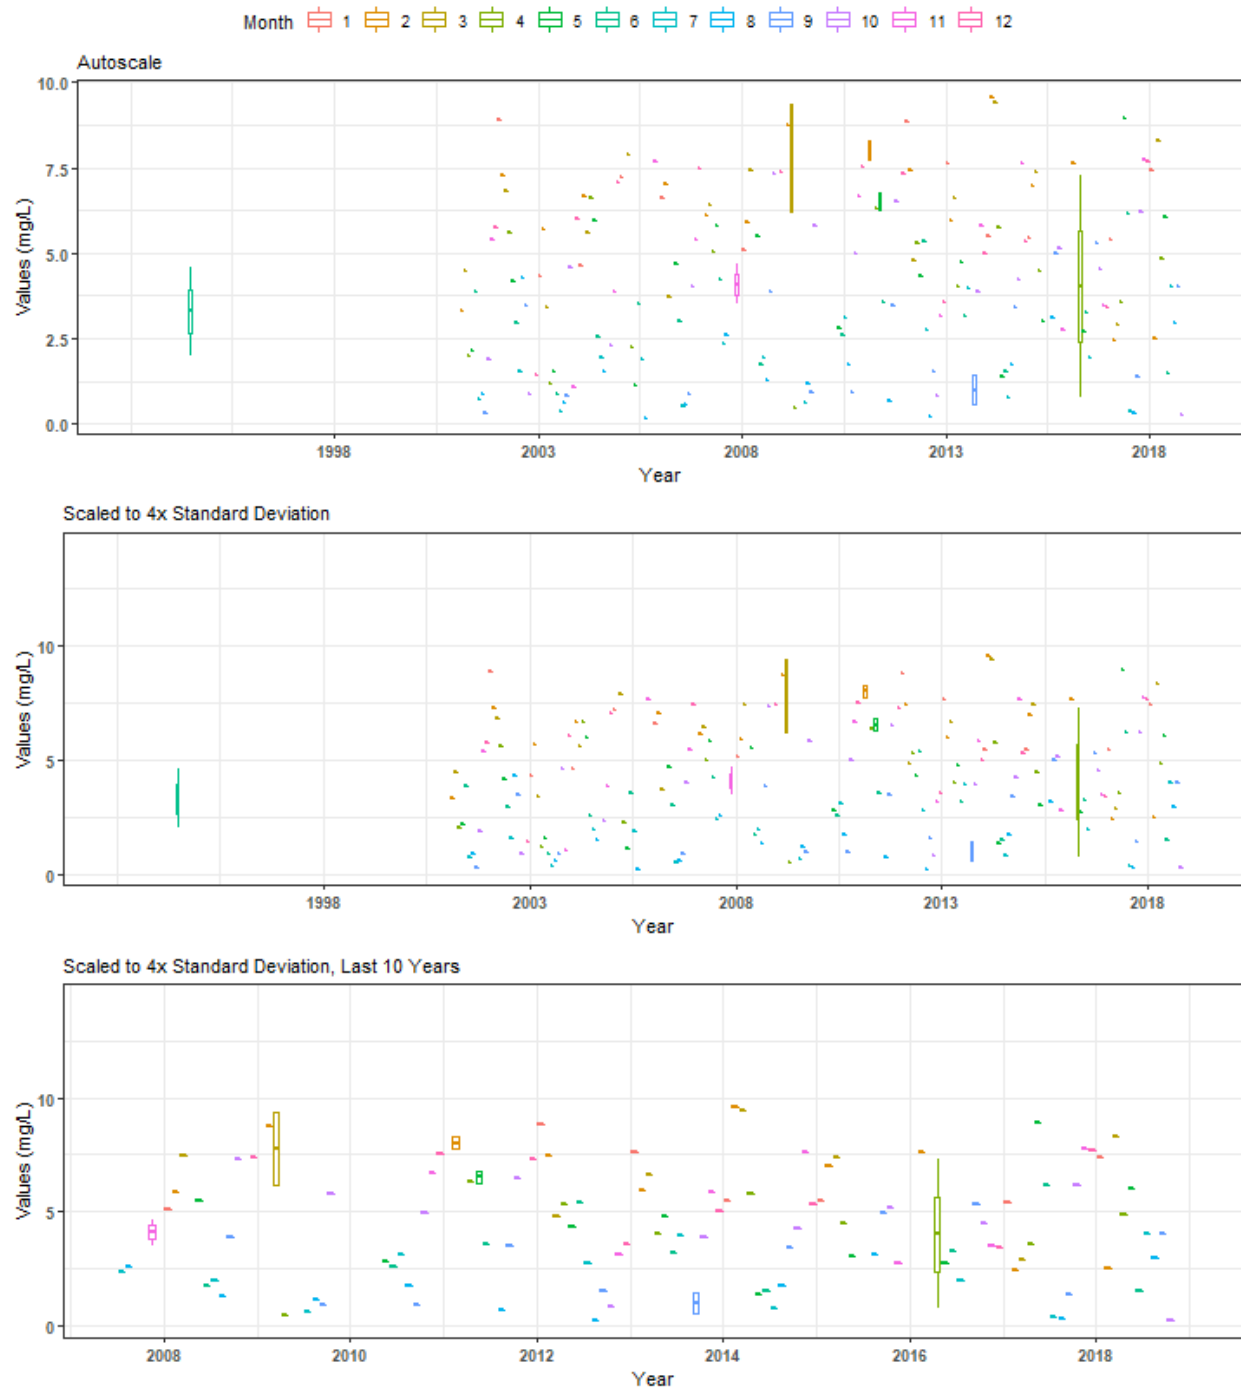 Month 1 2 3 4 5 6 7 8 9 10 11 12
Autoscale
10.0
7.5
5.0
2.5
0.0
Values (mg/L)
1998 2003 2008 2013 2018
Year
Scaled to 4x Standard Deviation
10
5
0
Values (mg/L)
1998 2003 2008 2013 2018
Year
Scaled to 4x Standard Deviation, Last 10 Years
10
5
0
Values (mg/L)
2008 2010 2012 2014 2016 2018
Year